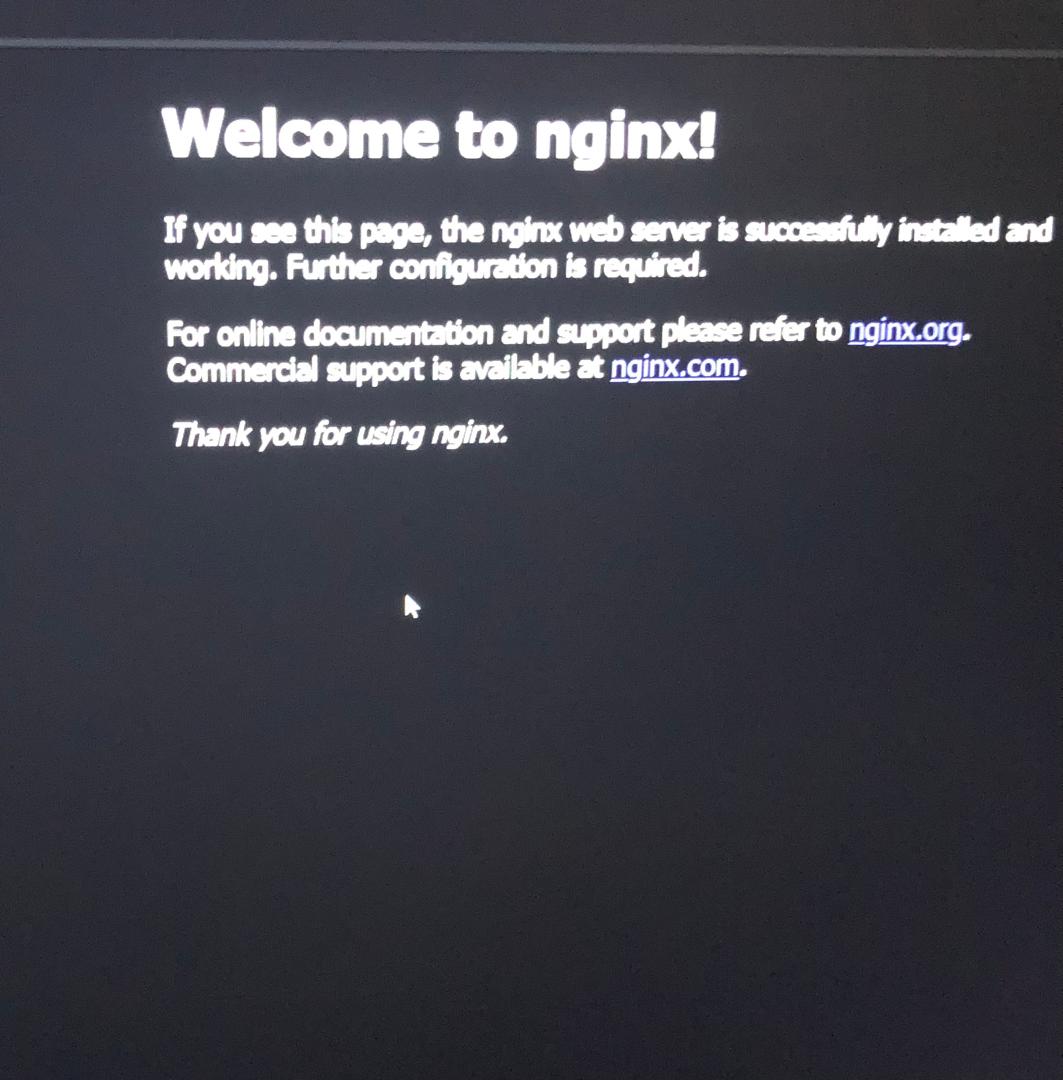 Welcome to nginx!
If you see this page, the nginx web server is successfully installed and
working. Further configuration is required.
For online documentation and support please refer to nginx.org.
Commercial support is available at nginx.com.
Thank you for using nginx.